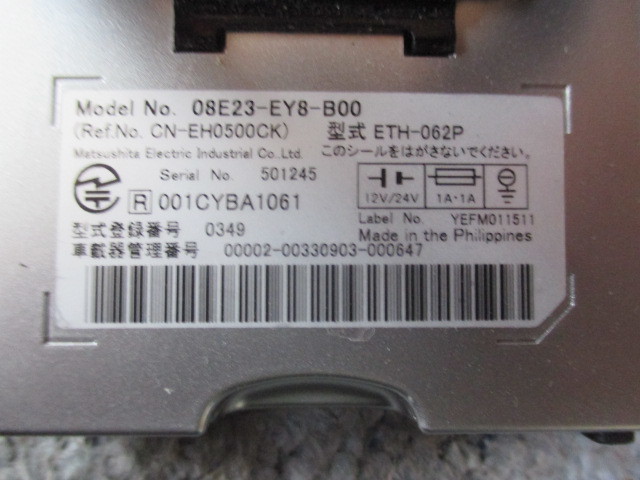 Model No. 08E23-EY8-B00
(Ref.No. CN-EH0500CK) 型式 ETH-062P
Matsushita Electric Industrial Co.,Ltd. このシールをはがさないでください。
Serial No. 501245
R 001CYBA1061
12V/24V 1A・1A
Label No. YEFM011511
型式登録番号 0349
Made in the Philippines
車載器管理番号 00002-00330903-000647